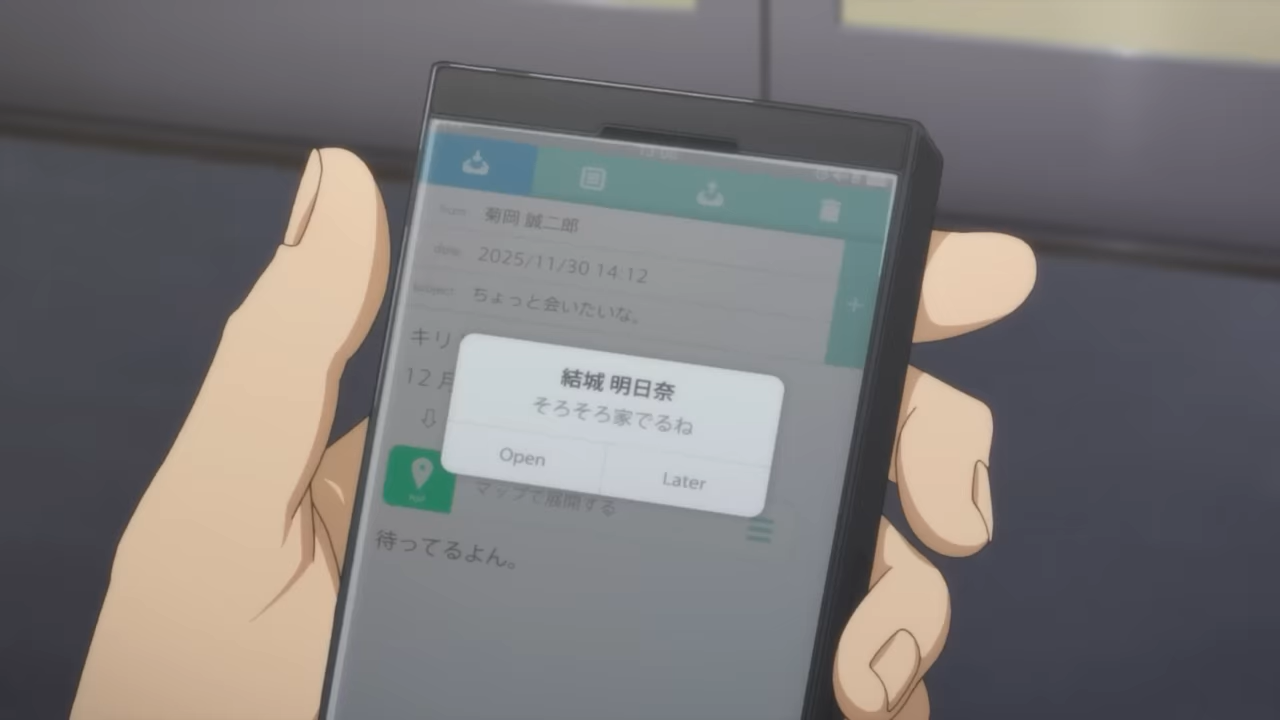 from 菊岡 誠二郎
date 2025/11/30 14 12
subject ちょっと会いたいな。
キリ
12月
⇩
結城 明日奈
そろそろ家でるね
Open Later
マップで展開する
待ってるよん。